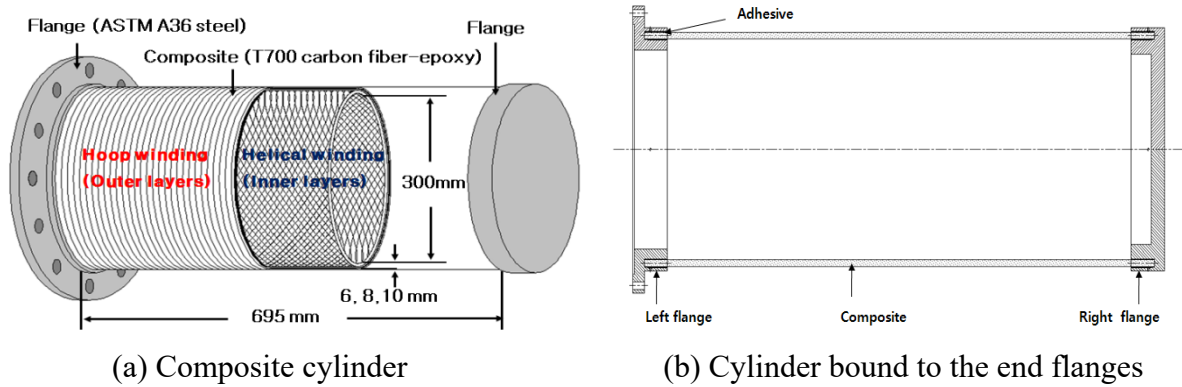 Flange (ASTM A36 steel)
Flange
Composite (T700 carbon fiber-epoxy)
Hoop winding
(Outer layers)
Helical winding
(Inner layers)
300mm
6, 8, 10 mm
695 mm
(a) Composite cylinder
Adhesive
Left flange
Composite
Right flange
(b) Cylinder bound to the end flanges